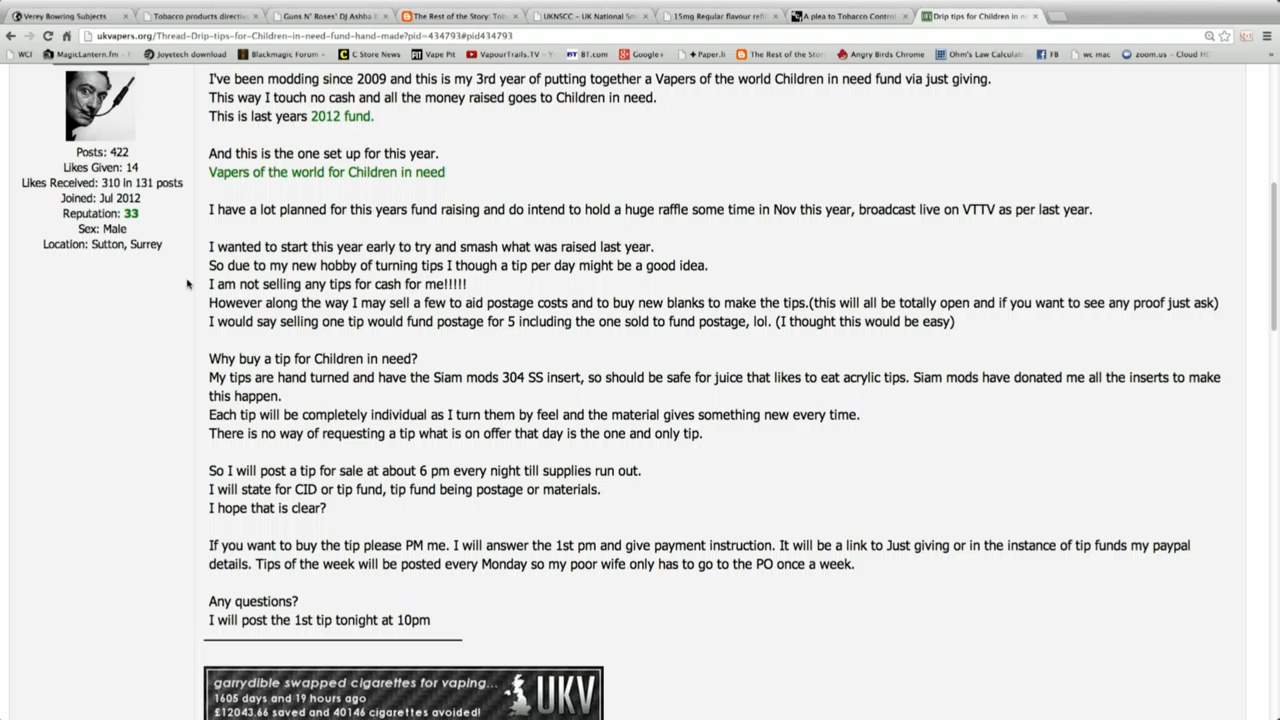 Verey Bowring Subjects
Tobacco products directiv
Guns N' Roses' DJ Ashba
The Rest of the Story: To
UKNSCC - UK National Sm
15mg Regular flavour refi
A plea to Tobacco Control
Drip tips for Children in ne
ukvapers.org/Thread-Drip-tips-for-Children-in-need-fund-hand-made?pid=434793#pid434793
WCI
MagicLantern.fm -
Joyetech download
Blackmagic Forum •
C Store News
Vape Pit
VapourTrails.TV - Y
BT.com
Google+
+ Paper.li
The Rest of the Story
Angry Birds Chrome
Ohm's Law Calculat
FB
wc mac
zoom.us - Cloud H
I've been modding since 2009 and this is my 3rd year of putting together a Vapers of the world Children in need fund via just giving.
This way I touch no cash and all the money raised goes to Children in need.
This is last years 2012 fund.
Posts: 422
Likes Given: 14
Likes Received: 310 in 131 posts
Joined: Jul 2012
Reputation: 33
Sex: Male
Location: Sutton, Surrey
And this is the one set up for this year.
Vapers of the world for Children in need
I have a lot planned for this years fund raising and do intend to hold a huge raffle some time in Nov this year, broadcast live on VTTV as per last year.
I wanted to start this year early to try and smash what was raised last year.
So due to my new hobby of turning tips I though a tip per day might be a good idea.
I am not selling any tips for cash for me!!!!!
However along the way I may sell a few to aid postage costs and to buy new blanks to make the tips.(this will all be totally open and if you want to see any proof just ask)
I would say selling one tip would fund postage for 5 including the one sold to fund postage, lol. (I thought this would be easy)
Why buy a tip for Children in need?
My tips are hand turned and have the Siam mods 304 SS insert, so should be safe for juice that likes to eat acrylic tips. Siam mods have donated me all the inserts to make
this happen.
Each tip will be completely individual as I turn them by feel and the material gives something new every time.
There is no way of requesting a tip what is on offer that day is the one and only tip.
So I will post a tip for sale at about 6 pm every night till supplies run out.
I will state for CID or tip fund, tip fund being postage or materials.
I hope that is clear?
If you want to buy the tip please PM me. I will answer the 1st pm and give payment instruction. It will be a link to Just giving or in the instance of tip funds my paypal
details. Tips of the week will be posted every Monday so my poor wife only has to go to the PO once a week.
Any questions?
I will post the 1st tip tonight at 10pm
garrydible swapped cigarettes for vaping...
1605 days and 19 hours ago
£12043.66 saved and 40146 cigarettes avoided!
UKV